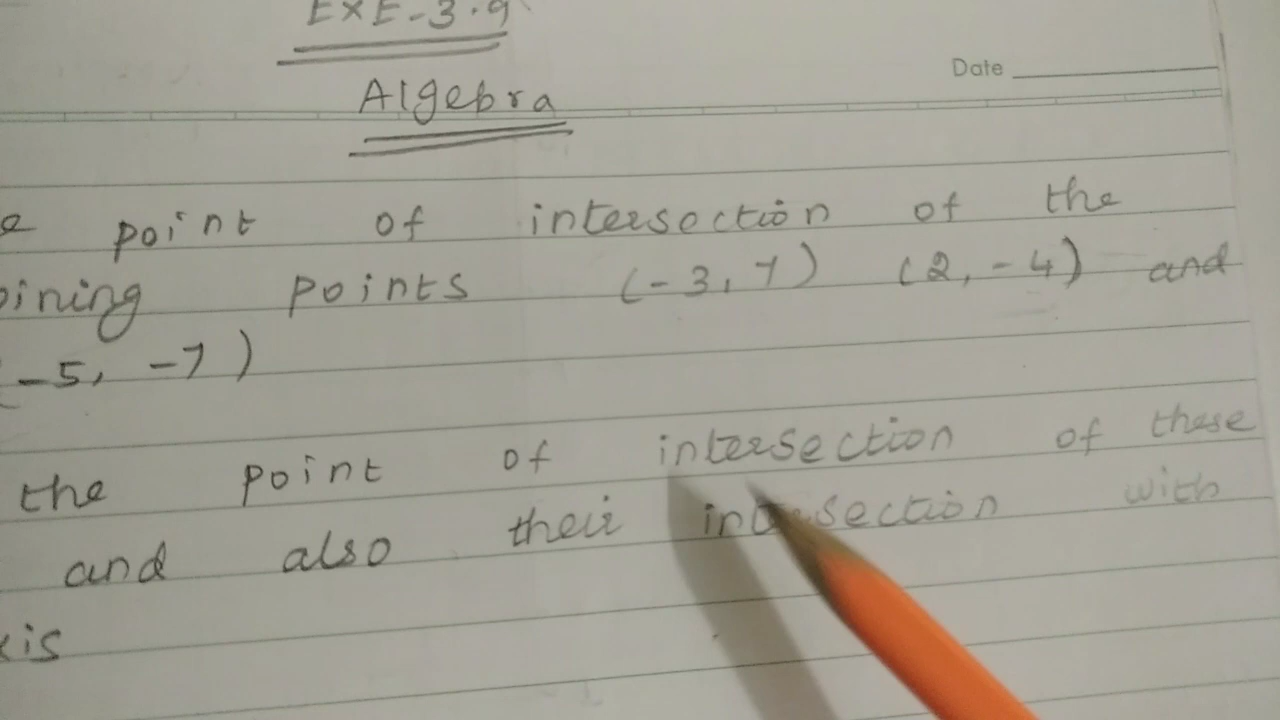 EXE-3.9
Date
Algebra
point of intersection of the
points (-3, 7) (2, -4) and
-5, -7)
the point of intersection of these
and also their intersection with